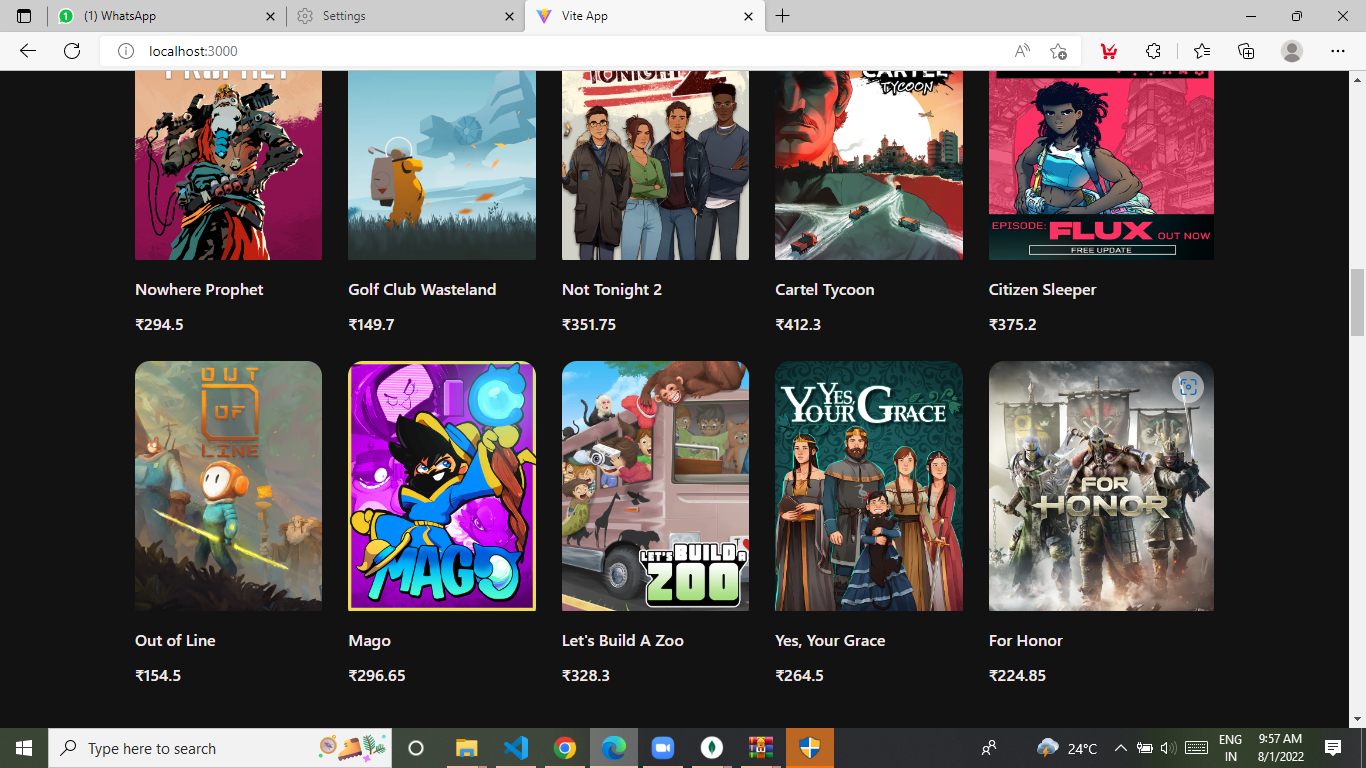 (1) WhatsApp
Settings
Vite App
localhost:3000
PROPHET
TONIGHT 2
CARTEL
TYCOON
EPISODE: FLUX OUT NOW
FREE UPDATE
Nowhere Prophet
Golf Club Wasteland
Not Tonight 2
Cartel Tycoon
Citizen Sleeper
₹294.5
₹149.7
₹351.75
₹412.3
₹375.2
OUT
OF
LINE
MAGO
LET'S BUILD A
ZOO
YES,
YOUR GRACE
FOR
HONOR
Out of Line
Mago
Let's Build A Zoo
Yes, Your Grace
For Honor
₹154.5
₹296.65
₹328.3
₹264.5
₹224.85
Type here to search
24°C
ENG
IN
9:57 AM
8/1/2022